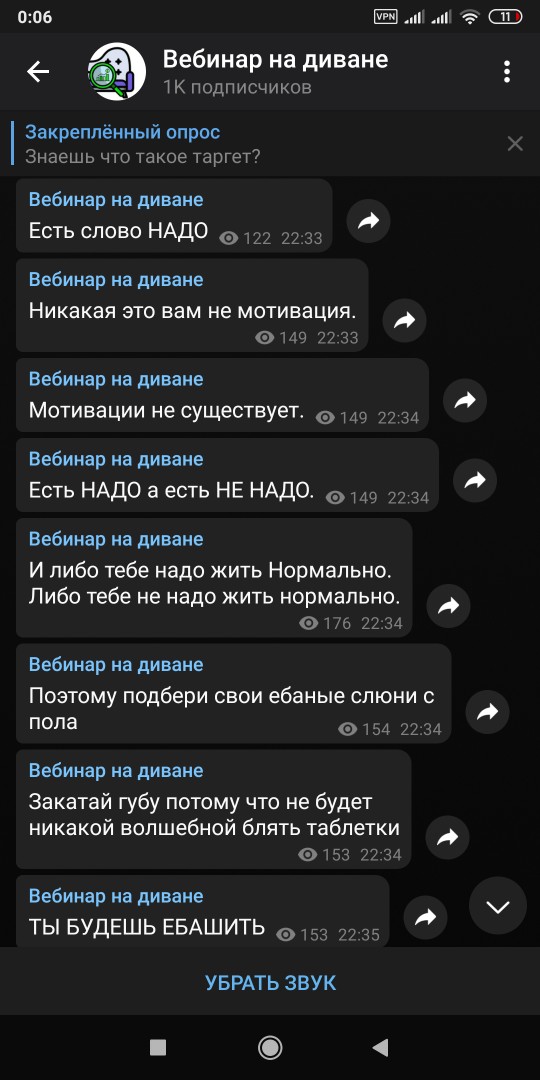 0:06
VPN
11
Вебинар на диване
1K подписчиков
Закреплённый опрос
Знаешь что такое таргет?
Вебинар на диване
Есть слово НАДО
122 22:33
Вебинар на диване
Никакая это вам не мотивация.
149 22:33
Вебинар на диване
Мотивации не существует.
149 22:34
Вебинар на диване
Есть НАДО а есть НЕ НАДО.
149 22:34
Вебинар на диване
И либо тебе надо жить Нормально.
Либо тебе не надо жить нормально.
176 22:34
Вебинар на диване
Поэтому подбери свои ебаные слюни с
пола
154 22:34
Вебинар на диване
Закатай губу потому что не будет
никакой волшебной блять таблетки
153 22:34
Вебинар на диване
ТЫ БУДЕШЬ ЕБАШИТЬ
153 22:35
УБРАТЬ ЗВУК